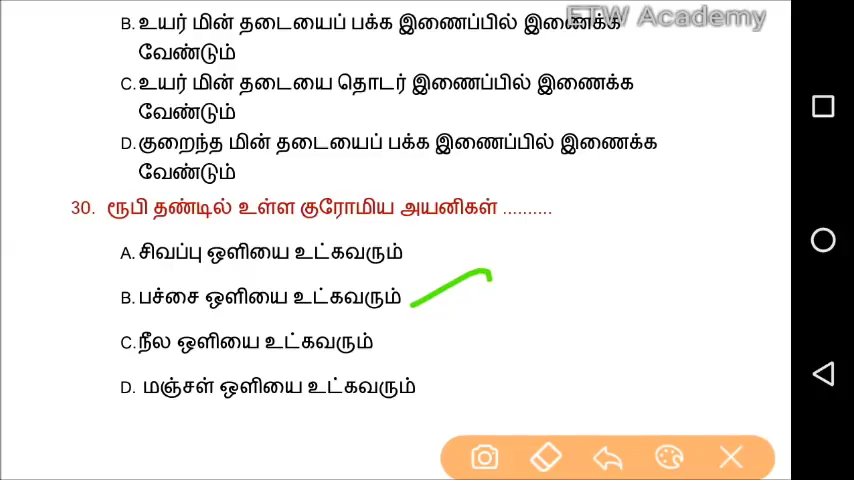 ETW Academy
B. உயர் மின் தடையைப் பக்க இணைப்பில் இணைக்க
வேண்டும்
C. உயர் மின் தடையை தொடர் இணைப்பில் இணைக்க
வேண்டும்
D. குறைந்த மின் தடையைப் பக்க இணைப்பில் இணைக்க
வேண்டும்
30. ரூபி தண்டில் உள்ள குரோமிய அயனிகள் ..........
A. சிவப்பு ஒளியை உட்கவரும்
B. பச்சை ஒளியை உட்கவரும்
C. நீல ஒளியை உட்கவரும்
D. மஞ்சள் ஒளியை உட்கவரும்